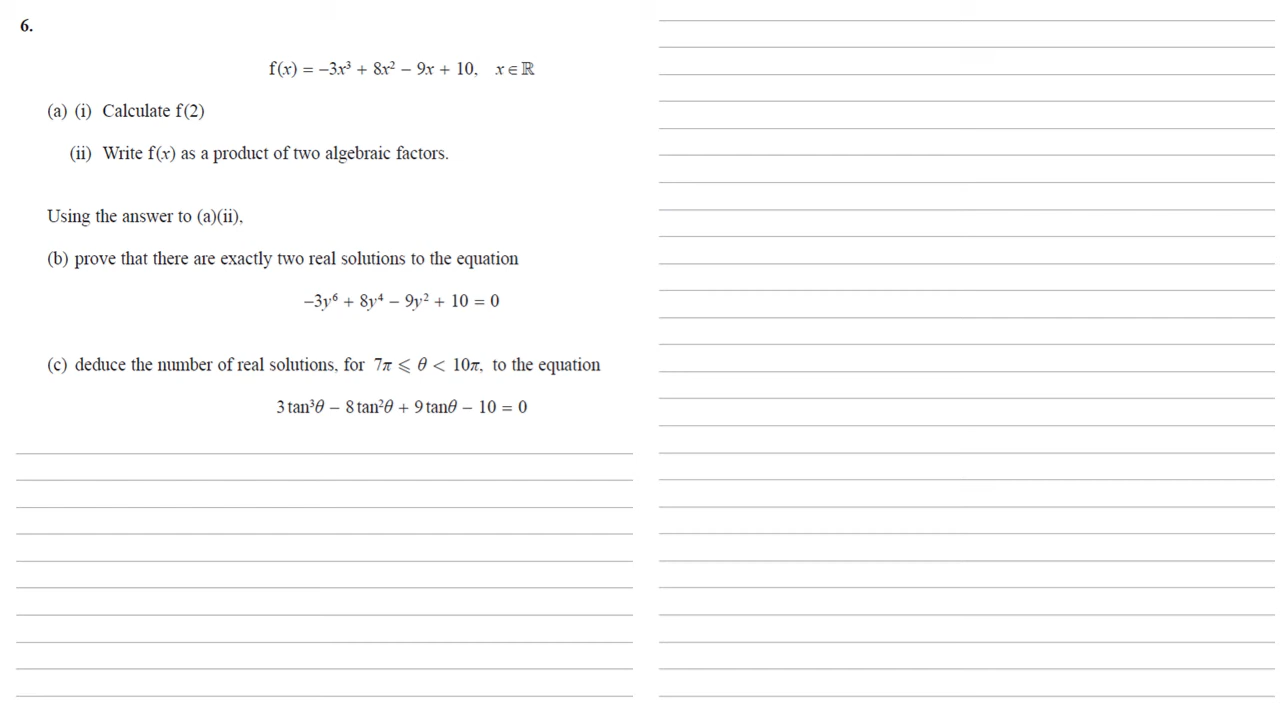 6.
f(x) = −3x³ + 8x² − 9x + 10, x ∈ ℝ
(a) (i) Calculate f(2)
(ii) Write f(x) as a product of two algebraic factors.
Using the answer to (a)(ii),
(b) prove that there are exactly two real solutions to the equation
−3y⁶ + 8y⁴ − 9y² + 10 = 0
(c) deduce the number of real solutions, for 7π ⩽ θ < 10π, to the equation
3 tan³θ − 8 tan²θ + 9 tanθ − 10 = 0